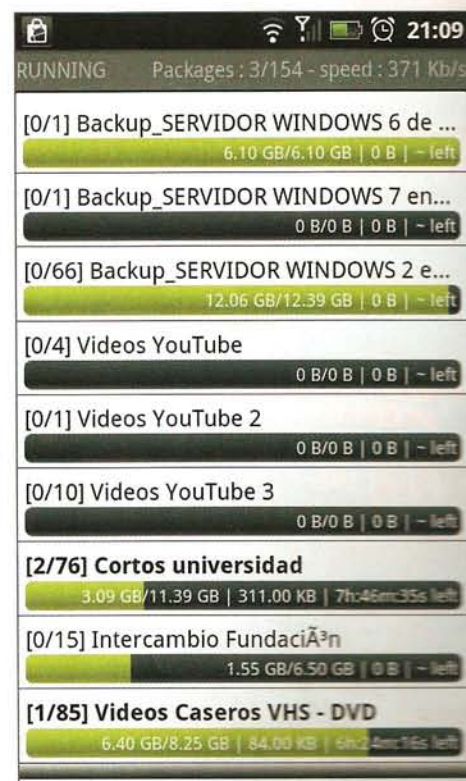 21:09
RUNNING Packages : 3/154 - speed : 371 Kb/s
[0/1] Backup_SERVIDOR WINDOWS 6 de ...
6.10 GB/6.10 GB | 0 B | ~ left
[0/1] Backup_SERVIDOR WINDOWS 7 en...
0 B/0 B | 0 B | ~ left
[0/66] Backup_SERVIDOR WINDOWS 2 e...
12.06 GB/12.39 GB | 0 B | ~ left
[0/4] Videos YouTube
0 B/0 B | 0 B | ~ left
[0/1] Videos YouTube 2
0 B/0 B | 0 B | ~ left
[0/10] Videos YouTube 3
0 B/0 B | 0 B | ~ left
[2/76] Cortos universidad
3.09 GB/11.39 GB | 311.00 KB | 7h:46m:35s left
[0/15] Intercambio FundaciÃ³n
1.55 GB/6.50 GB | 0 B | ~ left
[1/85] Videos Caseros VHS - DVD
6.40 GB/8.25 GB | 84.00 KB | 6h:24m:16s left